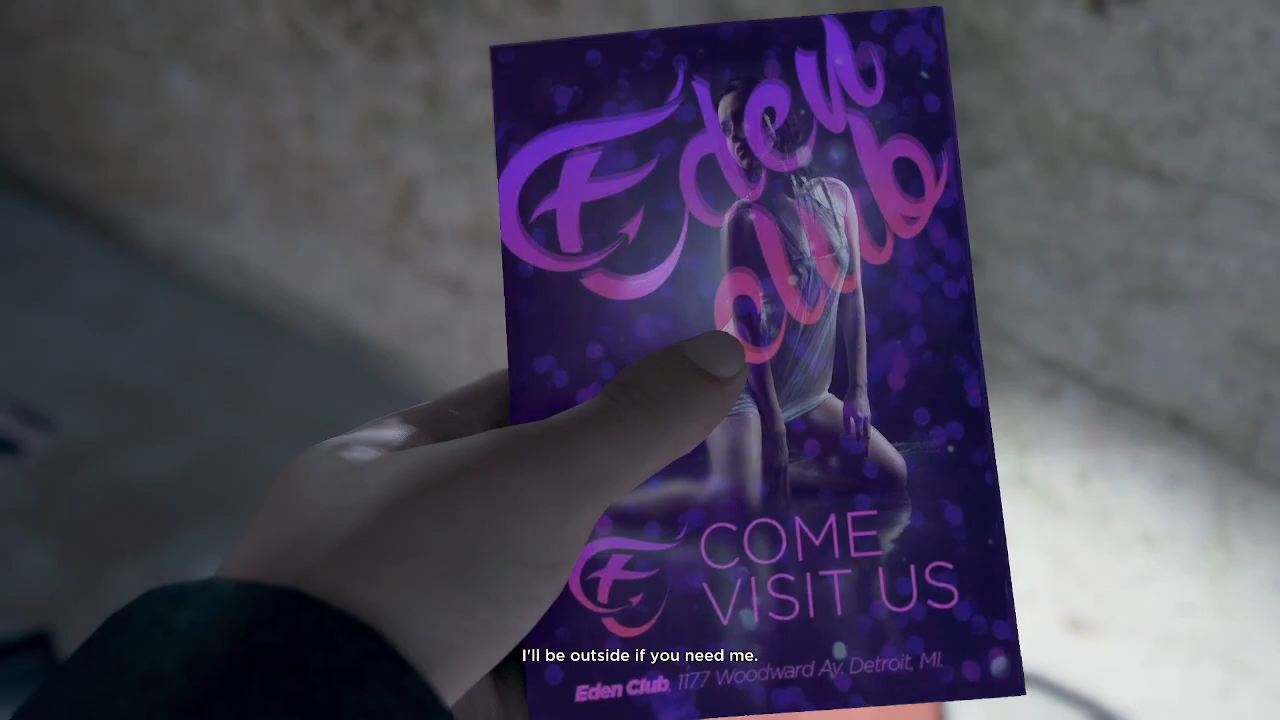 Eden
club
COME
VISIT US
I'll be outside if you need me.
Eden Club, 1177 Woodward Av. Detroit, MI.